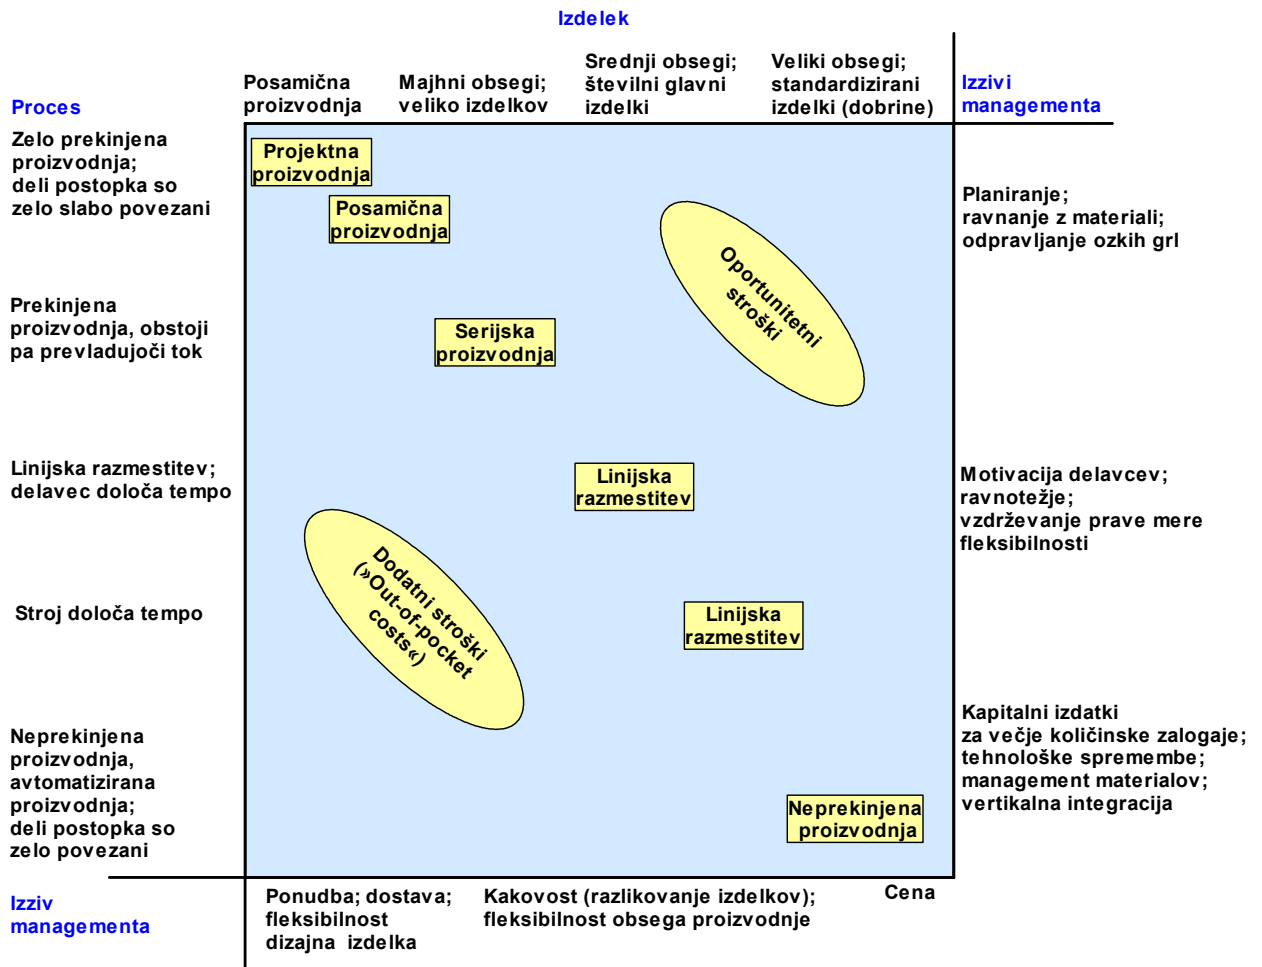 Izdelek
Proces
Posamična
proizvodnja
Majhni obsegi;
veliko izdelkov
Srednji obsegi;
številni glavni
izdelki
Veliki obsegi;
standardizirani
izdelki (dobrine)
Izzivi
managementa
Zelo prekinjena
proizvodnja;
deli postopka so
zelo slabo povezani
Projektna
proizvodnja
Posamična
proizvodnja
Oportunitetni
stroški
Planiranje;
ravnanje z materiali;
odpravljanje ozkih grl
Prekinjena
proizvodnja, obstoji
pa prevladujoči tok
Serijska
proizvodnja
Linijska razmestitev;
delavec določa tempo
Linijska
razmestitev
Motivacija delavcev;
ravnotežje;
vzdrževanje prave mere
fleksibilnosti
Dodatni stroški
(»Out-of-pocket
costs«)
Stroj določa tempo
Linijska
razmestitev
Neprekinjena
proizvodnja,
avtomatizirana
proizvodnja;
deli postopka so
zelo povezani
Neprekinjena
proizvodnja
Kapitalni izdatki
za večje količinske zalogaje;
tehnološke spremembe;
management materialov;
vertikalna integracija
Izziv
managementa
Ponudba; dostava;
fleksibilnost
dizajna izdelka
Kakovost (razlikovanje izdelkov);
fleksibilnost obsega proizvodnje
Cena